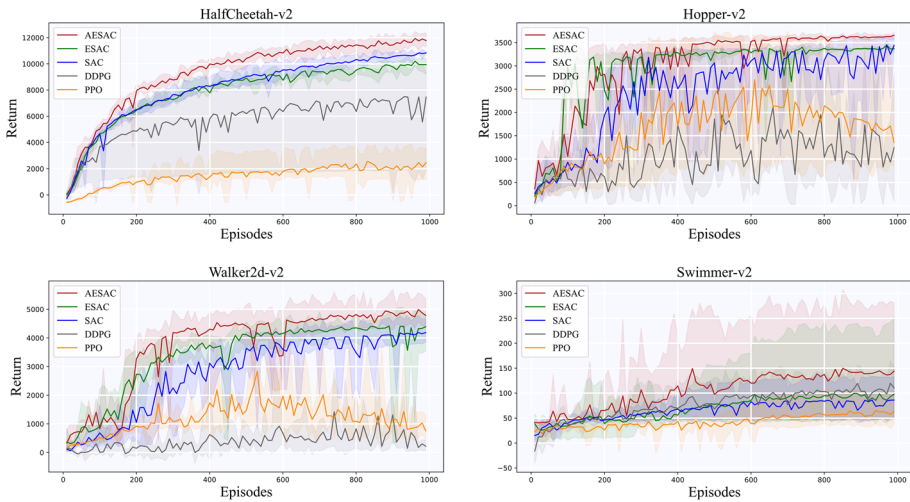 HalfCheetah-v2
12000
10000
8000
6000
4000
2000
0
Return
AESAC
ESAC
SAC
DDPG
PPO
0 200 400 600 800 1000
Episodes
Hopper-v2
3500
3000
2500
2000
1500
1000
500
0
Return
AESAC
ESAC
SAC
DDPG
PPO
0 200 400 600 800 1000
Episodes
Walker2d-v2
5000
4000
3000
2000
1000
0
Return
AESAC
ESAC
SAC
DDPG
PPO
0 200 400 600 800 1000
Episodes
Swimmer-v2
300
250
200
150
100
50
0
−50
Return
AESAC
ESAC
SAC
DDPG
PPO
0 200 400 600 800 1000
Episodes